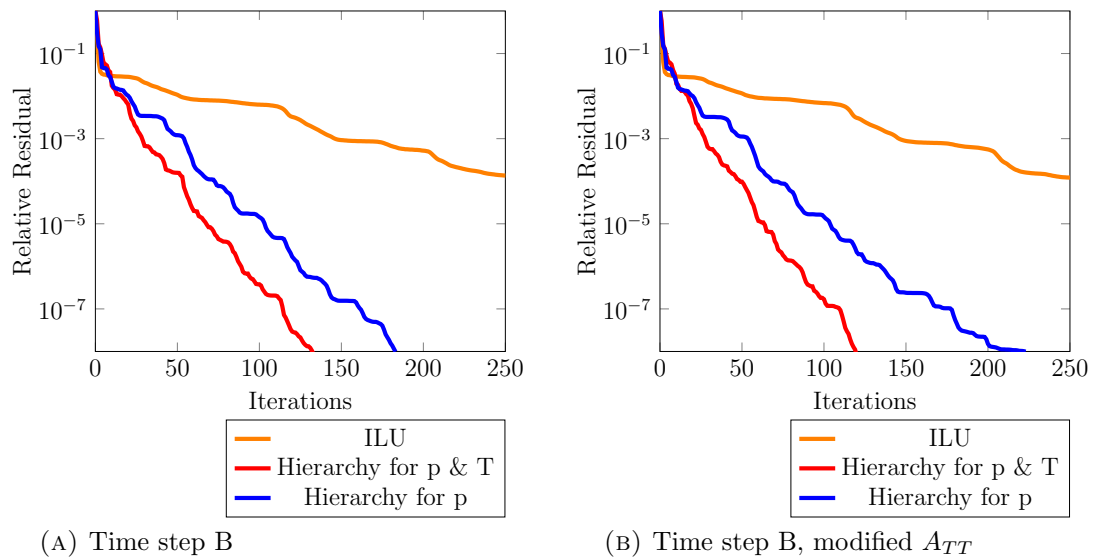 Relative Residual
10^{-1}
10^{-3}
10^{-5}
10^{-7}
0 50 100 150 200 250
Iterations
ILU
Hierarchy for p & T
Hierarchy for p
(A) Time step B
Relative Residual
10^{-1}
10^{-3}
10^{-5}
10^{-7}
0 50 100 150 200 250
Iterations
ILU
Hierarchy for p & T
Hierarchy for p
(B) Time step B, modified A_{TT}